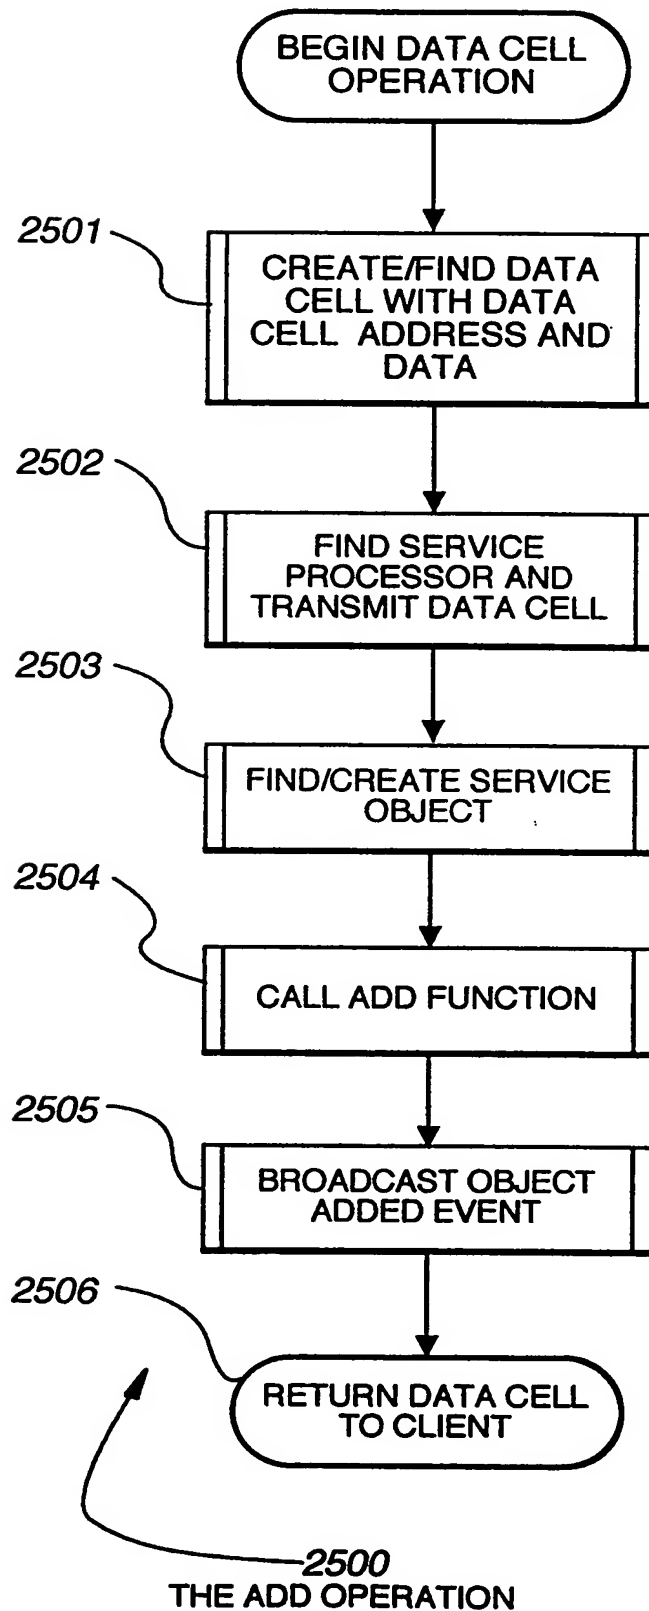 BEGIN DATA CELL
OPERATION
2501
CREATE/FIND DATA
CELL WITH DATA
CELL ADDRESS AND
DATA
2502
FIND SERVICE
PROCESSOR AND
TRANSMIT DATA CELL
2503
FIND/CREATE SERVICE
OBJECT
2504
CALL ADD FUNCTION
2505
BROADCAST OBJECT
ADDED EVENT
2506
RETURN DATA CELL
TO CLIENT
2500
THE ADD OPERATION